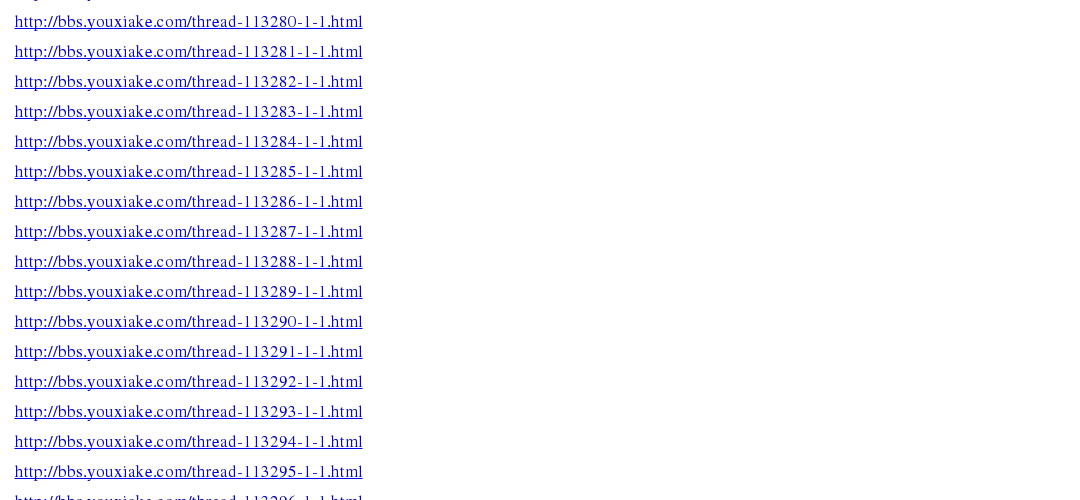 http://bbs.youxiake.com/thread-113280-1-1.html
http://bbs.youxiake.com/thread-113281-1-1.html
http://bbs.youxiake.com/thread-113282-1-1.html
http://bbs.youxiake.com/thread-113283-1-1.html
http://bbs.youxiake.com/thread-113284-1-1.html
http://bbs.youxiake.com/thread-113285-1-1.html
http://bbs.youxiake.com/thread-113286-1-1.html
http://bbs.youxiake.com/thread-113287-1-1.html
http://bbs.youxiake.com/thread-113288-1-1.html
http://bbs.youxiake.com/thread-113289-1-1.html
http://bbs.youxiake.com/thread-113290-1-1.html
http://bbs.youxiake.com/thread-113291-1-1.html
http://bbs.youxiake.com/thread-113292-1-1.html
http://bbs.youxiake.com/thread-113293-1-1.html
http://bbs.youxiake.com/thread-113294-1-1.html
http://bbs.youxiake.com/thread-113295-1-1.html